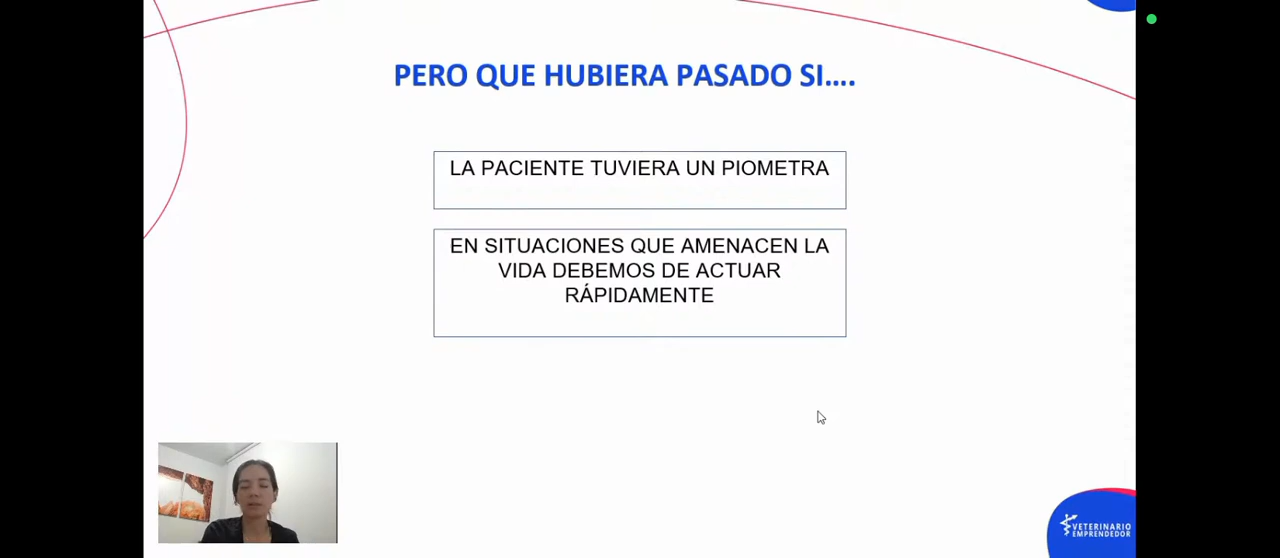 PERO QUE HUBIERA PASADO SI....
LA PACIENTE TUVIERA UN PIOMETRA
EN SITUACIONES QUE AMENACEN LA
VIDA DEBEMOS DE ACTUAR
RÁPIDAMENTE
VETERINARIO
EMPRENDEDOR